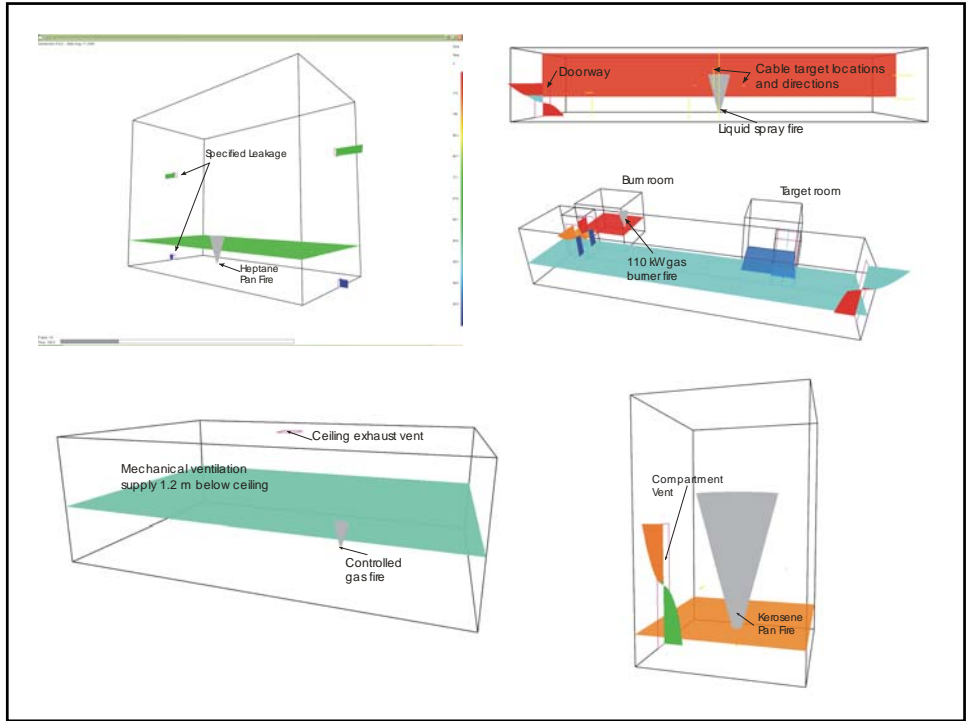 Specified Leakage
Heptane
Pan Fire
Doorway
Cable target locations
and directions
Liquid spray fire
Burn room
Target room
110 kW gas
burner fire
Ceiling exhaust vent
Mechanical ventilation
supply 1.2 m below ceiling
Controlled
gas fire
Compartment
Vent
Kerosene
Pan Fire